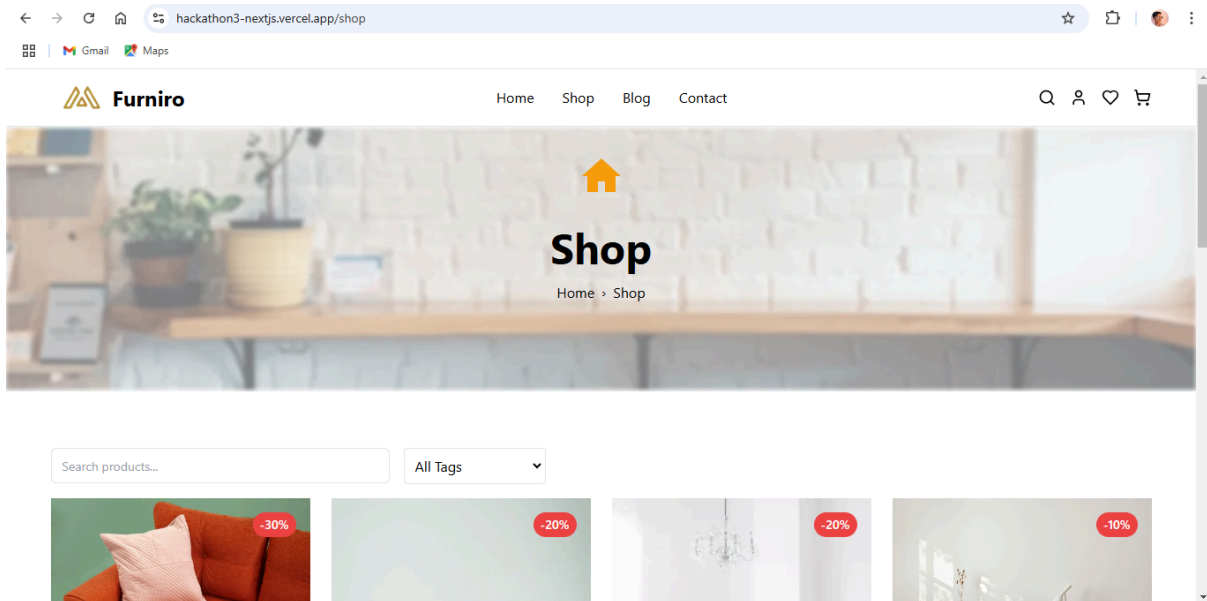 hackathon3-nextjs.vercel.app/shop
Gmail Maps
Furniro Home Shop Blog Contact
Shop
Home › Shop
Search products... All Tags
-30% -20% -20% -10%